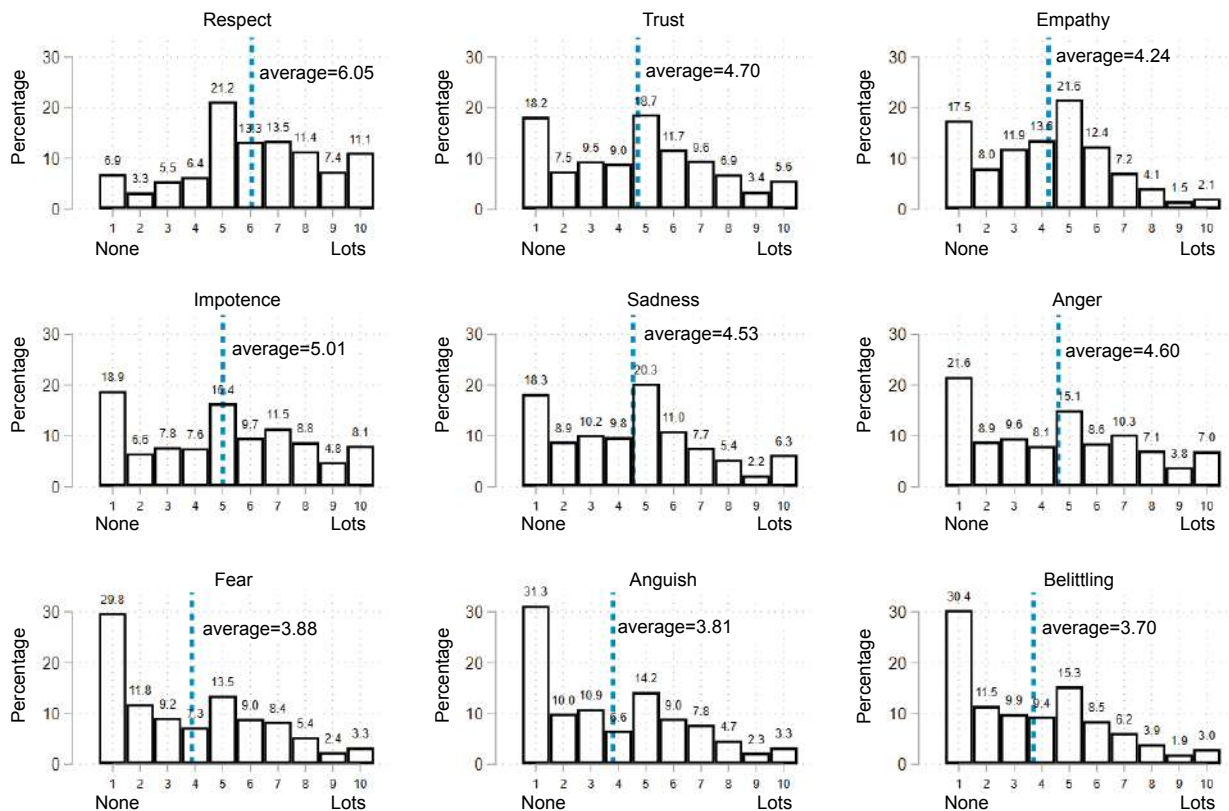 Respect
Percentage
30
20
10
0
average=6.05
6.9
3.3
5.5
6.4
21.2
13.3
13.5
11.4
7.4
11.1
1 2 3 4 5 6 7 8 9 10
None Lots
Trust
Percentage
30
20
10
0
average=4.70
18.2
7.5
9.5
9.0
18.7
11.7
9.6
6.9
3.4
5.6
1 2 3 4 5 6 7 8 9 10
None Lots
Empathy
Percentage
30
20
10
0
average=4.24
17.5
8.0
11.9
13.6
21.6
12.4
7.2
4.1
1.5
2.1
1 2 3 4 5 6 7 8 9 10
None Lots
Impotence
Percentage
30
20
10
0
average=5.01
18.9
6.6
7.8
7.6
16.4
9.7
11.5
8.8
4.8
8.1
1 2 3 4 5 6 7 8 9 10
None Lots
Sadness
Percentage
30
20
10
0
average=4.53
18.3
8.9
10.2
9.8
20.3
11.0
7.7
5.4
2.2
6.3
1 2 3 4 5 6 7 8 9 10
None Lots
Anger
Percentage
30
20
10
0
average=4.60
21.6
8.9
9.6
8.1
15.1
8.6
10.3
7.1
3.8
7.0
1 2 3 4 5 6 7 8 9 10
None Lots
Fear
Percentage
30
20
10
0
average=3.88
29.8
11.8
9.2
7.3
13.5
9.0
8.4
5.4
2.4
3.3
1 2 3 4 5 6 7 8 9 10
None Lots
Anguish
Percentage
30
20
10
0
average=3.81
31.3
10.0
10.9
6.6
14.2
9.0
7.8
4.7
2.3
3.3
1 2 3 4 5 6 7 8 9 10
None Lots
Belittling
Percentage
30
20
10
0
average=3.70
30.4
11.5
9.9
9.4
15.3
8.5
6.2
3.9
1.9
3.0
1 2 3 4 5 6 7 8 9 10
None Lots